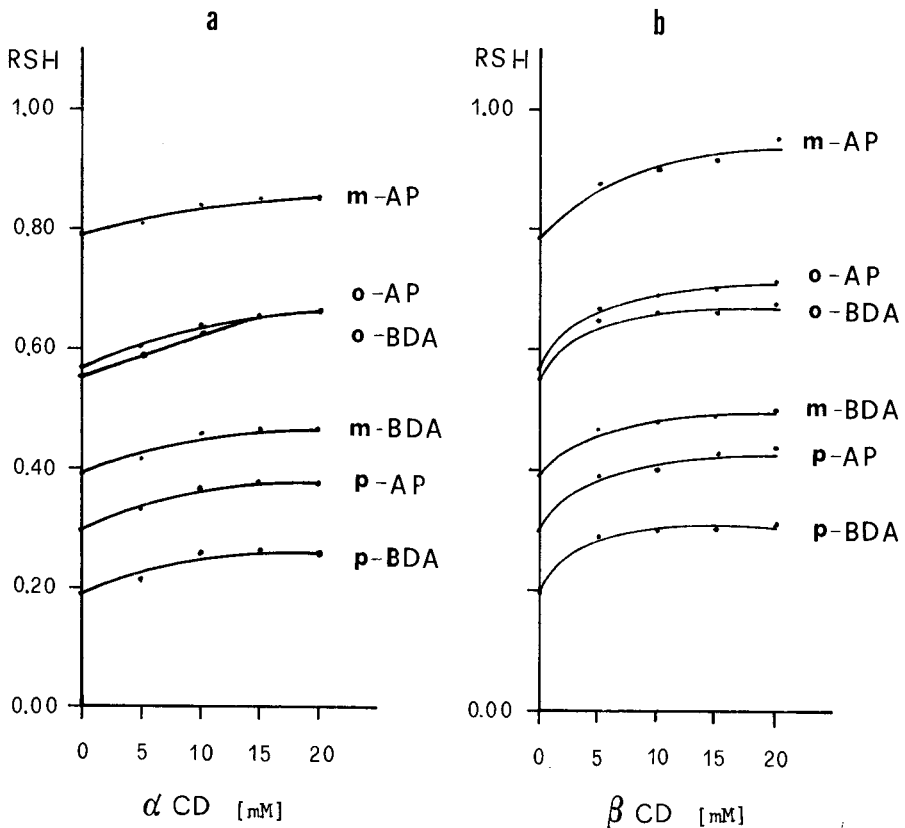 a
RSH
1.00
0.80
0.60
0.40
0.20
0.00
0 5 10 15 20
α CD [mM]
m-AP
o-AP
o-BDA
m-BDA
p-AP
p-BDA
b
RSH
1.00
0.00
0 5 10 15 20
β CD [mM]
m-AP
o-AP
o-BDA
m-BDA
p-AP
p-BDA